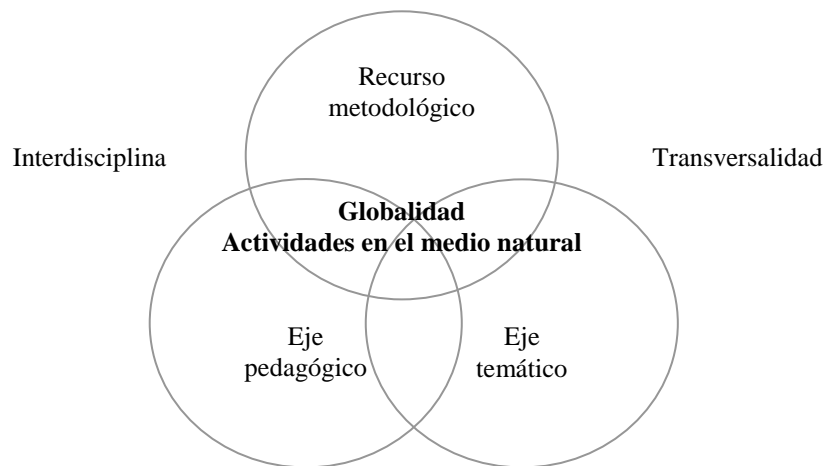 Recurso
metodológico
Interdisciplina
Transversalidad
Globalidad
Actividades en el medio natural
Eje
pedagógico
Eje
temático